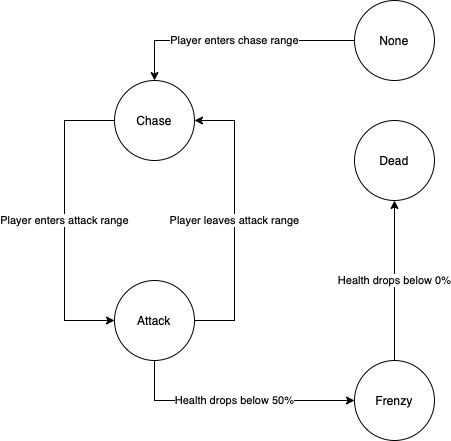 None
Player enters chase range
Chase
Dead
Player enters attack range
Player leaves attack range
Health drops below 0%
Attack
Health drops below 50%
Frenzy